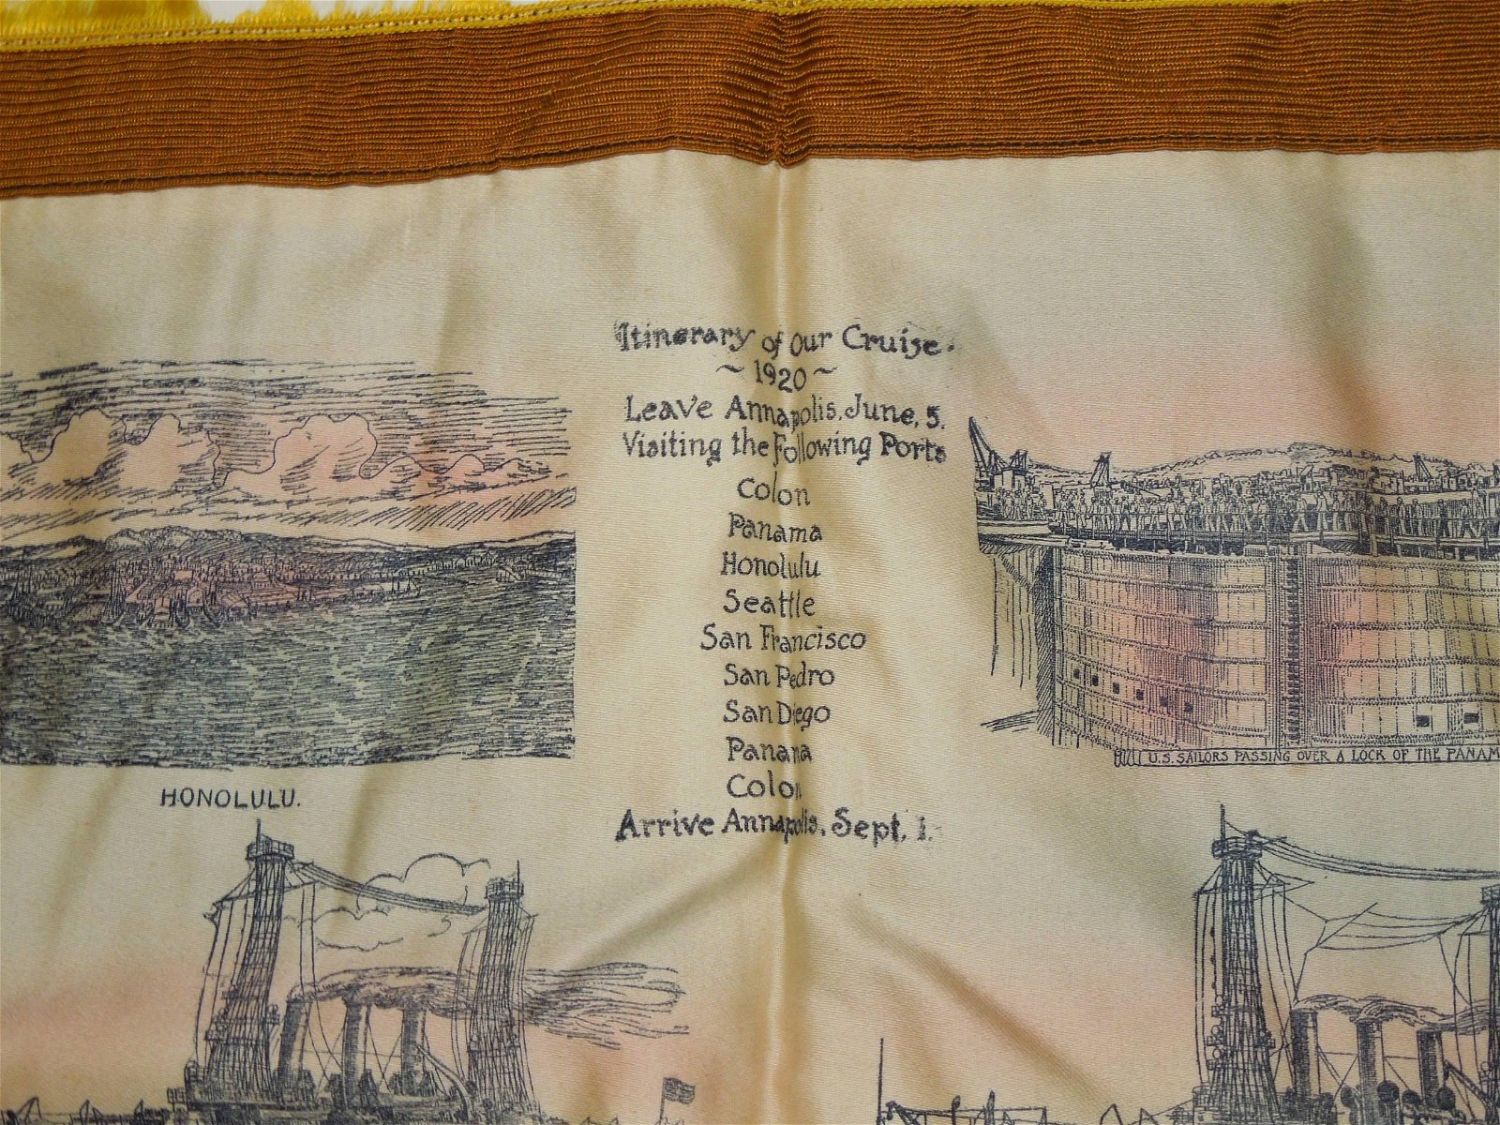 Itinerary of our Cruise.
~ 1920 ~
Leave Annapolis, June, 5.
Visiting the Following Ports
Colon
Panama
Honolulu
Seattle
San Francisco
San Pedro
San Diego
Panama
Colon
Arrive Annapolis, Sept. 1.
HONOLULU.
U.S. SAILORS PASSING OVER A LOCK OF THE PANAM